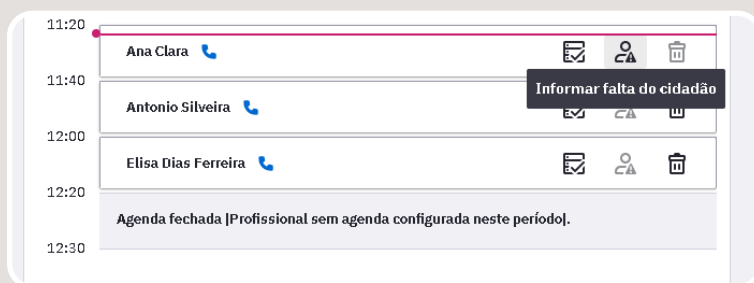 11:20
Ana Clara
11:40
Informar falta do cidadão
Antonio Silveira
12:00
Elisa Dias Ferreira
12:20
Agenda fechada |Profissional sem agenda configurada neste período|.
12:30